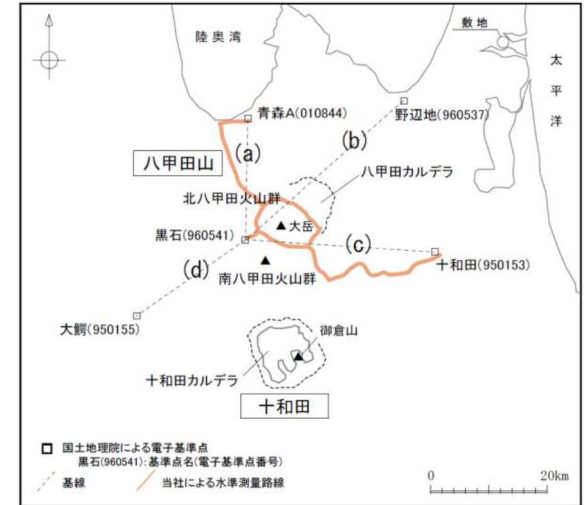 敷地
陸奥湾
太平洋
青森A(010844)
野辺地(960537)
(a)
(b)
八甲田山
八甲田カルデラ
北八甲田火山群
大岳
黒石(960541)
(c)
(d)
十和田(950153)
南八甲田火山群
大鰐(950155)
御倉山
十和田カルデラ
十和田
国土地理院による電子基準点
黒石(960541):基準点名(電子基準点番号)
基線
当社による水準測量路線
0 20km